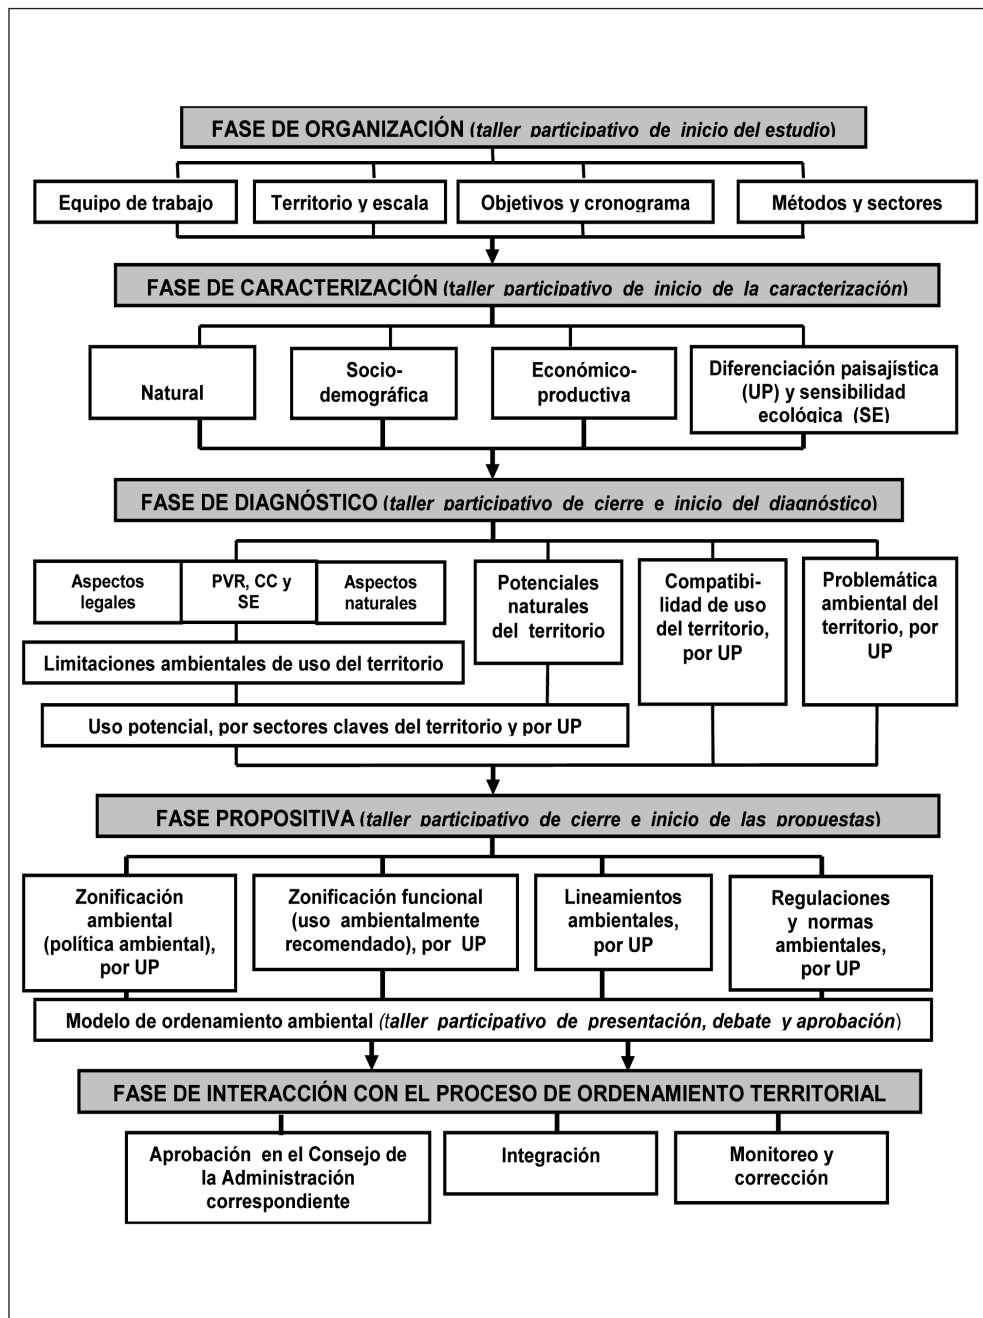 FASE DE ORGANIZACIÓN (taller participativo de inicio del estudio)
Equipo de trabajo
Territorio y escala
Objetivos y cronograma
Métodos y sectores
FASE DE CARACTERIZACIÓN (taller participativo de inicio de la caracterización)
Natural
Socio-
demográfica
Económico-
productiva
Diferenciación paisajística
(UP) y sensibilidad
ecológica (SE)
FASE DE DIAGNÓSTICO (taller participativo de cierre e inicio del diagnóstico)
Aspectos
legales
PVR, CC y
SE
Aspectos
naturales
Potenciales
naturales
del territorio
Compatibi-
lidad de uso
del territorio,
por UP
Problemática
ambiental del
territorio, por
UP
Limitaciones ambientales de uso del territorio
Uso potencial, por sectores claves del territorio y por UP
FASE PROPOSITIVA (taller participativo de cierre e inicio de las propuestas)
Zonificación
ambiental
(política ambiental),
por UP
Zonificación funcional
(uso ambientalmente
recomendado), por UP
Lineamientos
ambientales,
por UP
Regulaciones
y normas
ambientales,
por UP
Modelo de ordenamiento ambiental (taller participativo de presentación, debate y aprobación)
FASE DE INTERACCIÓN CON EL PROCESO DE ORDENAMIENTO TERRITORIAL
Aprobación en el Consejo de
la Administración
correspondiente
Integración
Monitoreo y
corrección